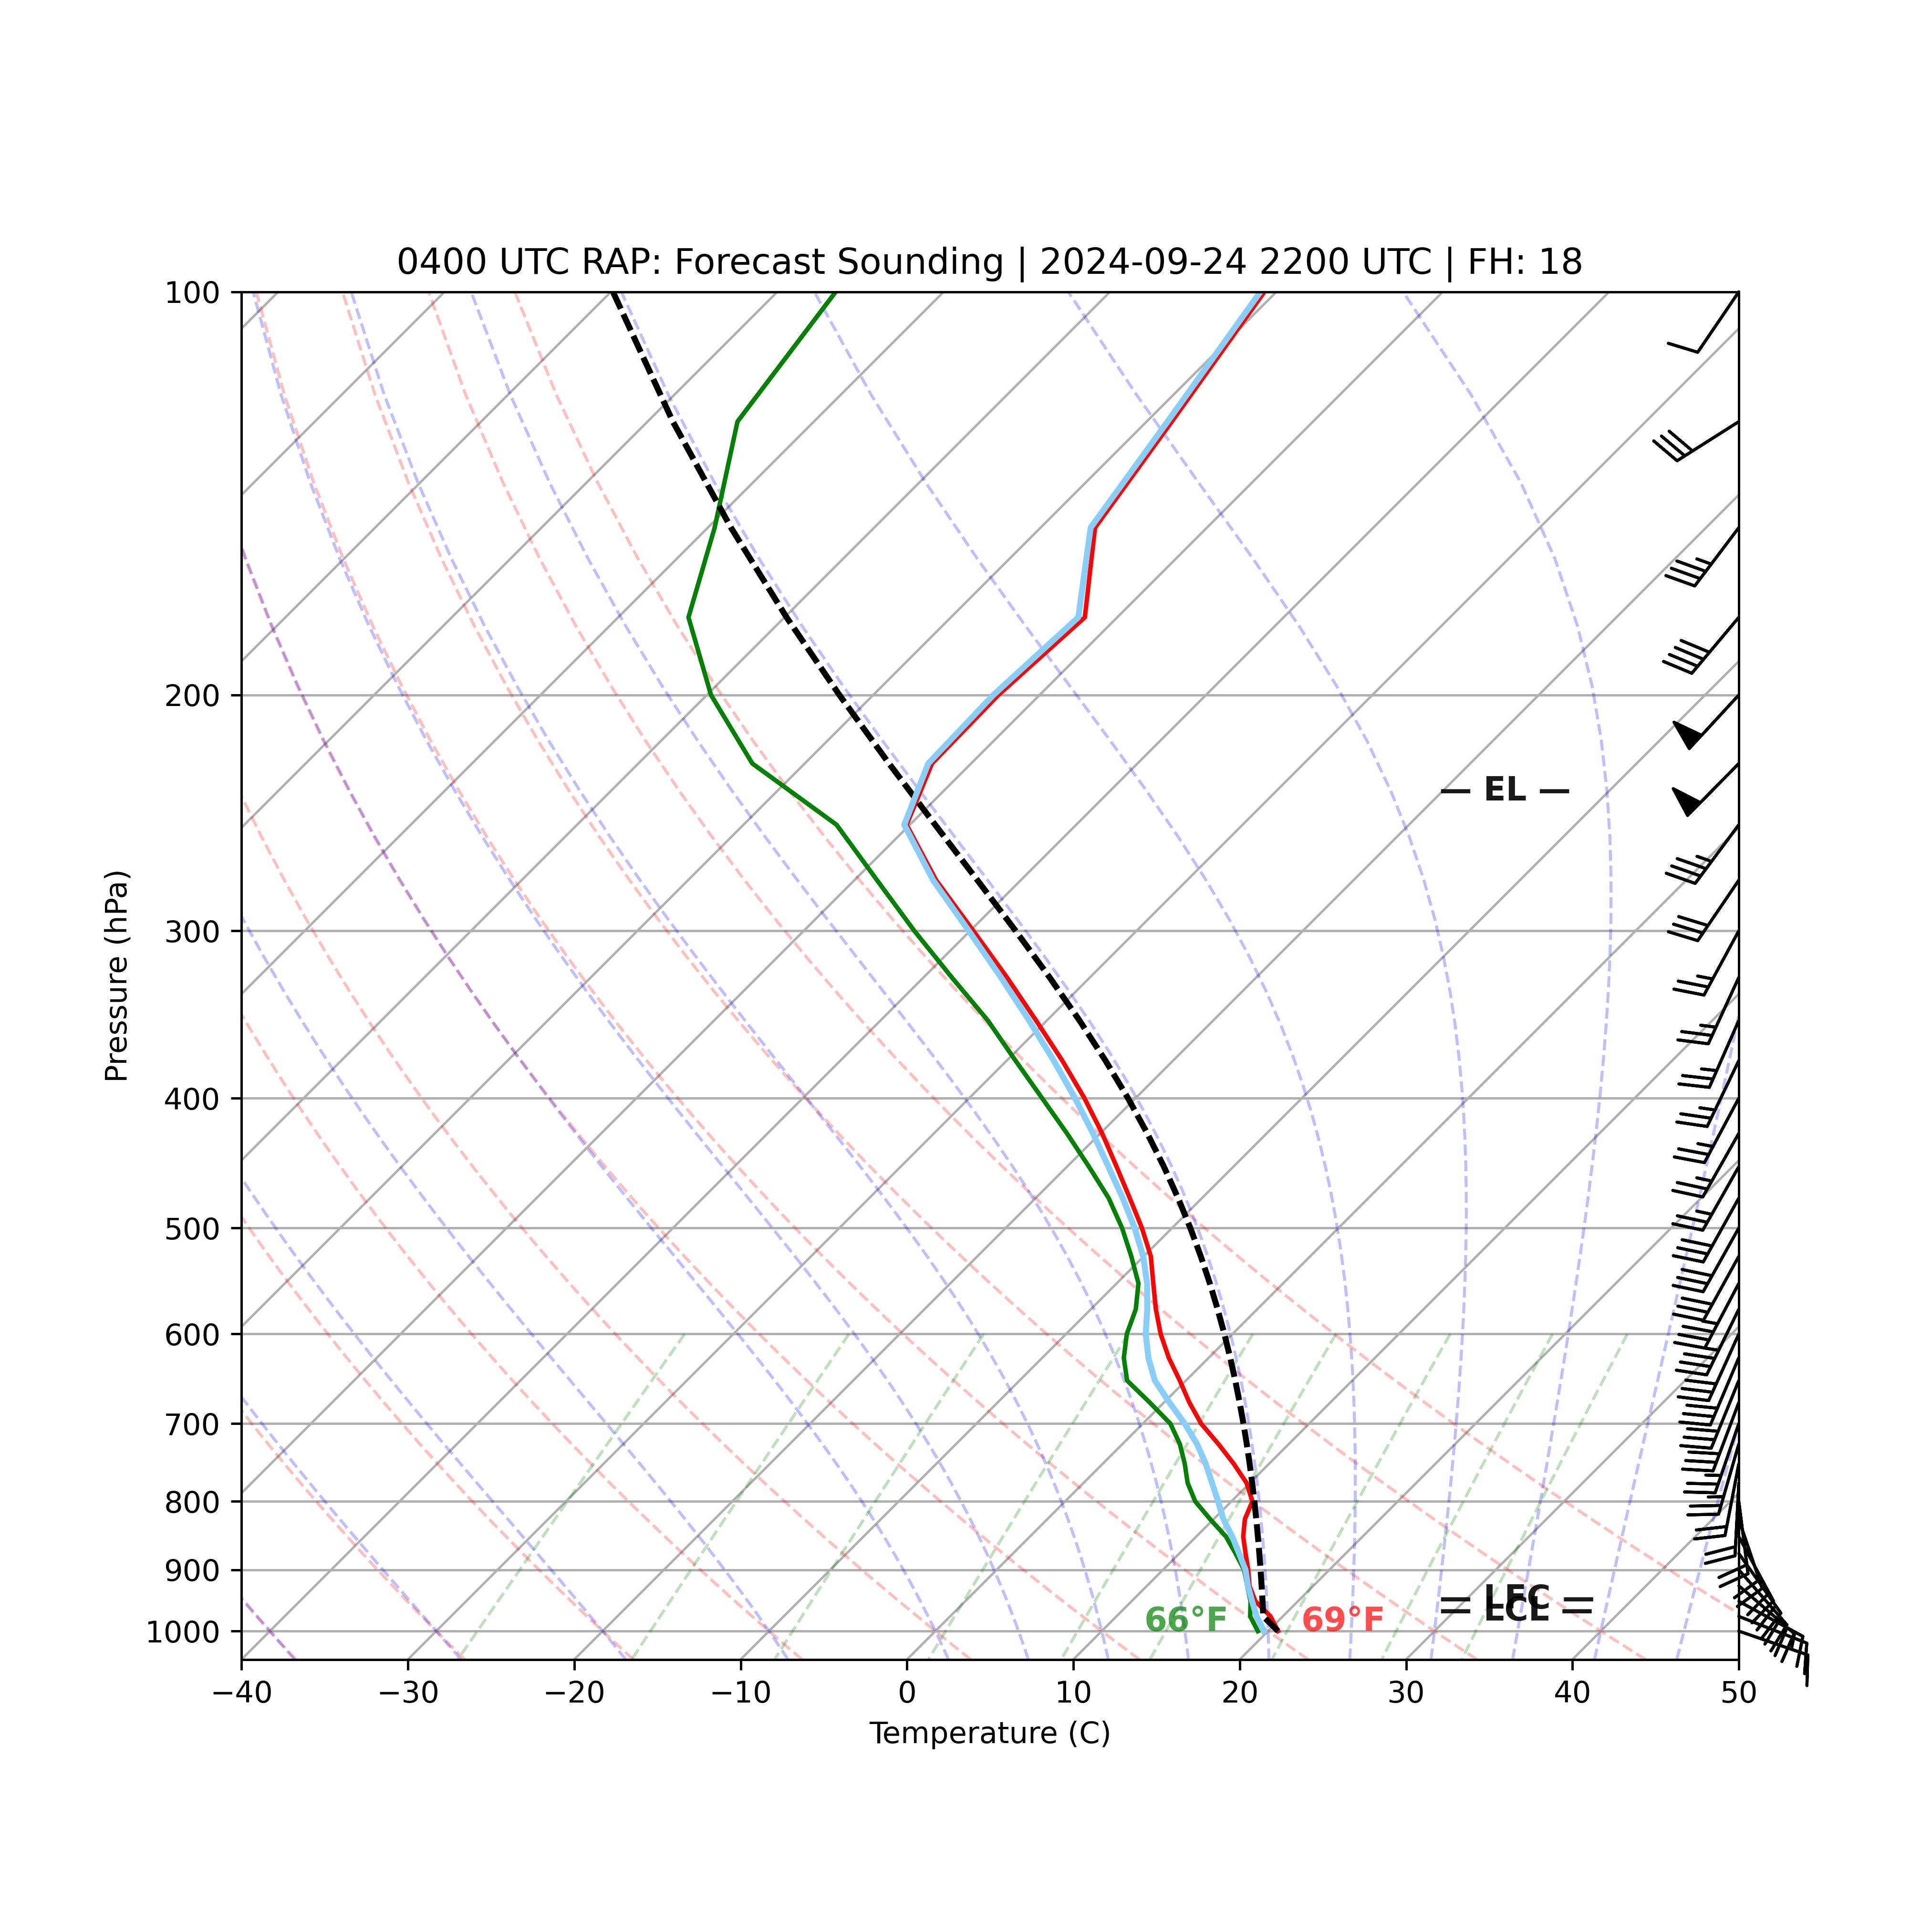 0400 UTC RAP: Forecast Sounding | 2024-09-24 2200 UTC | FH: 18
100
200
— EL —
300
Pressure (hPa)
400
500
600
700
800
900
— LFC —
— LCL —
66°F 69°F
1000
−40 −30 −20 −10 0 10 20 30 40 50
Temperature (C)